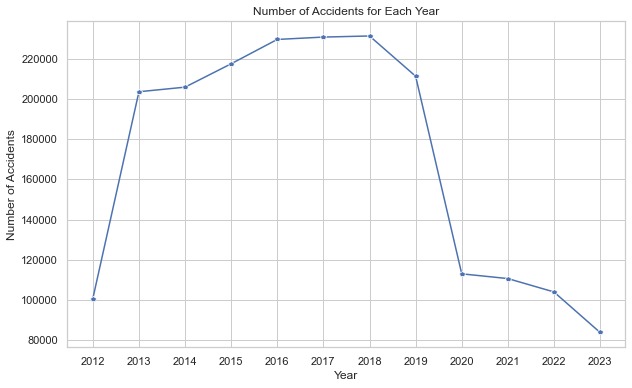 Number of Accidents for Each Year
Number of Accidents
220000
200000
180000
160000
140000
120000
100000
80000
2012 2013 2014 2015 2016 2017 2018 2019 2020 2021 2022 2023
Year